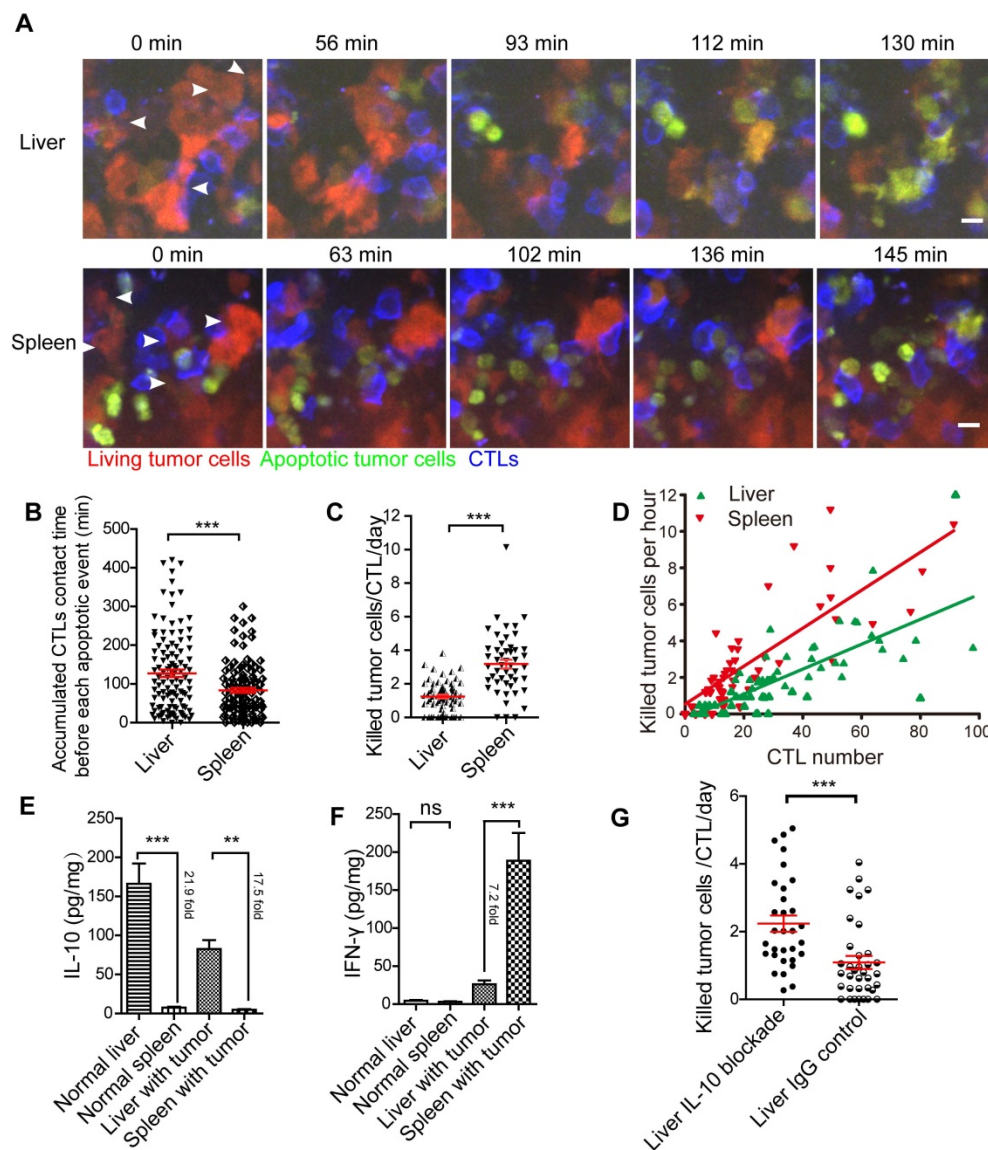 A
0 min 56 min 93 min 112 min 130 min
Liver
0 min 63 min 102 min 136 min 145 min
Spleen
Living tumor cells Apoptotic tumor cells CTLs
B
Accumulated CTLs contact time
before each apoptotic event (min)
500
400
300
200
100
0
***
Liver
Spleen
C
Killed tumor cells/CTL/day
12
10
8
6
4
2
0
***
Liver
Spleen
D
Killed tumor cells per hour
12
10
8
6
4
2
0
Liver
Spleen
0 20 40 60 80 100
CTL number
E
IL-10 (pg/mg)
250
200
150
100
50
0
***
21.9 fold
**
17.5 fold
Normal liver
Normal spleen
Liver with tumor
Spleen with tumor
F
IFN-γ (pg/mg)
250
200
150
100
50
0
ns
***
7.2 fold
Normal liver
Normal spleen
Liver with tumor
Spleen with tumor
G
Killed tumor cells /CTL/day
6
4
2
0
***
Liver IL-10 blockade
Liver IgG control